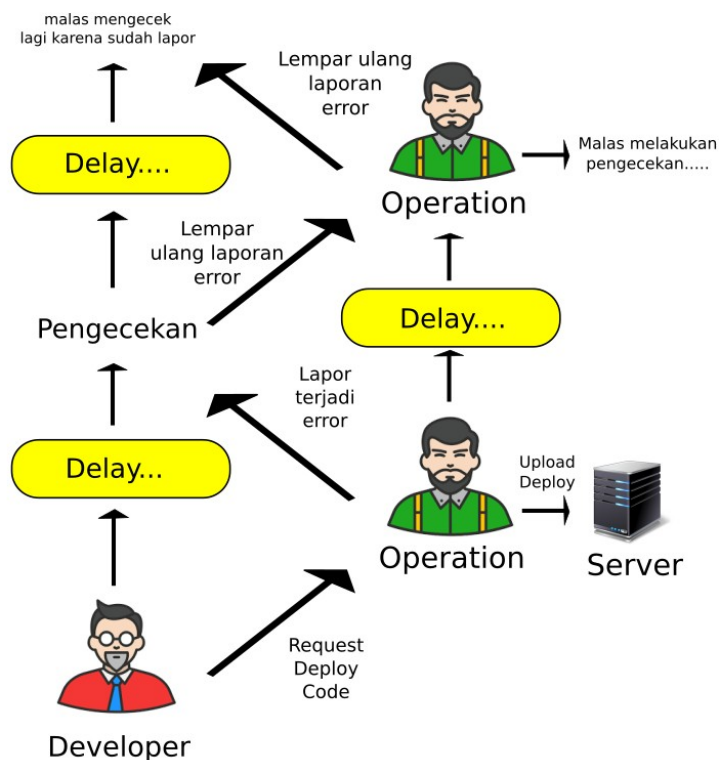 malas mengecek
lagi karena sudah lapor
Lempar ulang
laporan
error
Delay....
Malas melakukan
pengecekan.....
Operation
Lempar
ulang laporan
error
Pengecekan
Delay....
Lapor
terjadi
error
Delay...
Upload
Deploy
Operation
Server
Request
Deploy
Code
Developer